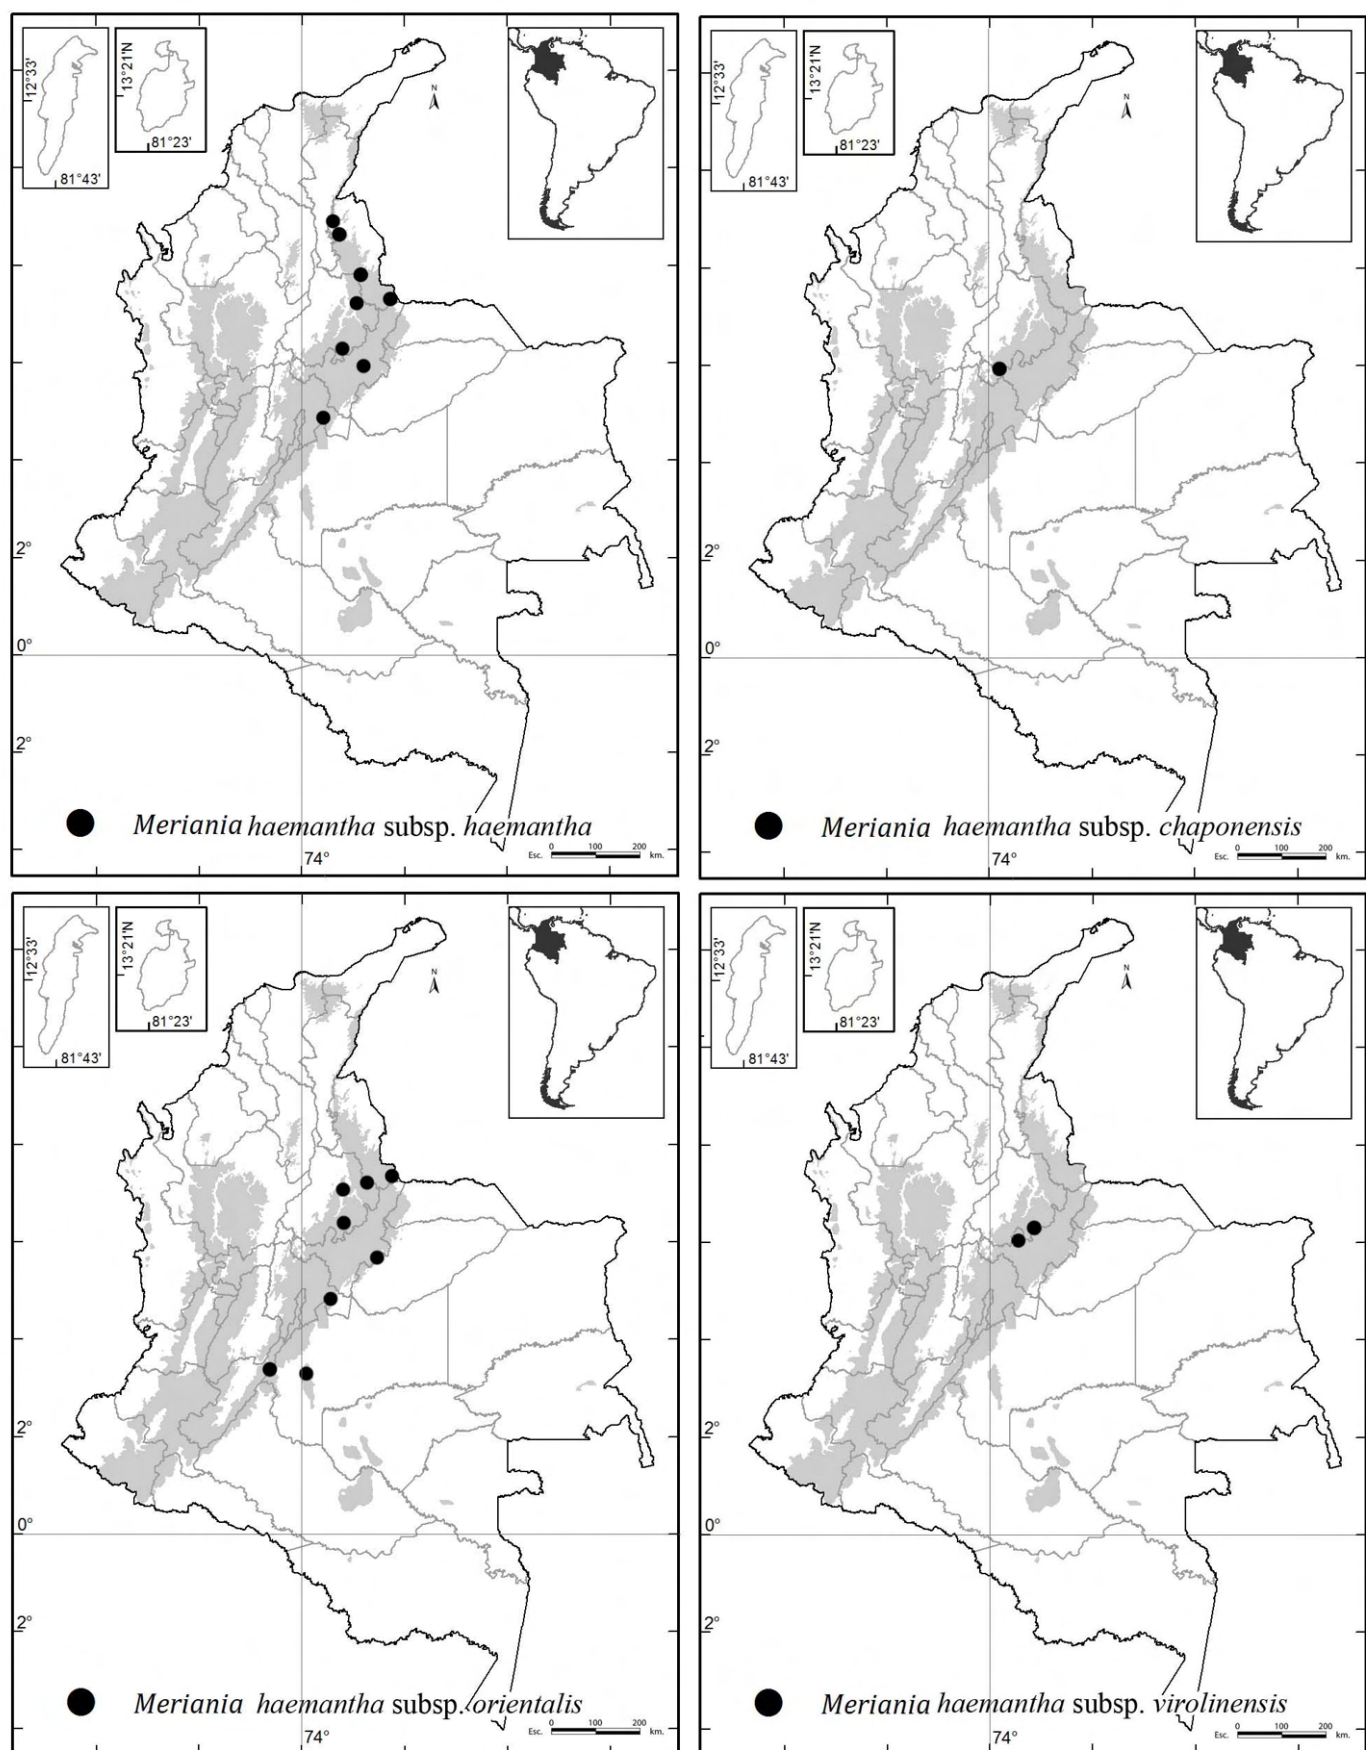 12°33'
81°43'
13°21'N
81°23'
N
2°
0°
2°
Meriania haemantha subsp. haemantha
74°
Esc. 0 100 200 km.
12°33'
81°43'
13°21'N
81°23'
N
2°
0°
2°
Meriania haemantha subsp. chaponensis
74°
Esc. 0 100 200 km.
12°33'
81°43'
13°21'N
81°23'
N
2°
0°
2°
Meriania haemantha subsp. orientalis
74°
Esc. 0 100 200 km.
12°33'
81°43'
13°21'N
81°23'
N
2°
0°
2°
Meriania haemantha subsp. virolinensis
74°
Esc. 0 100 200 km.